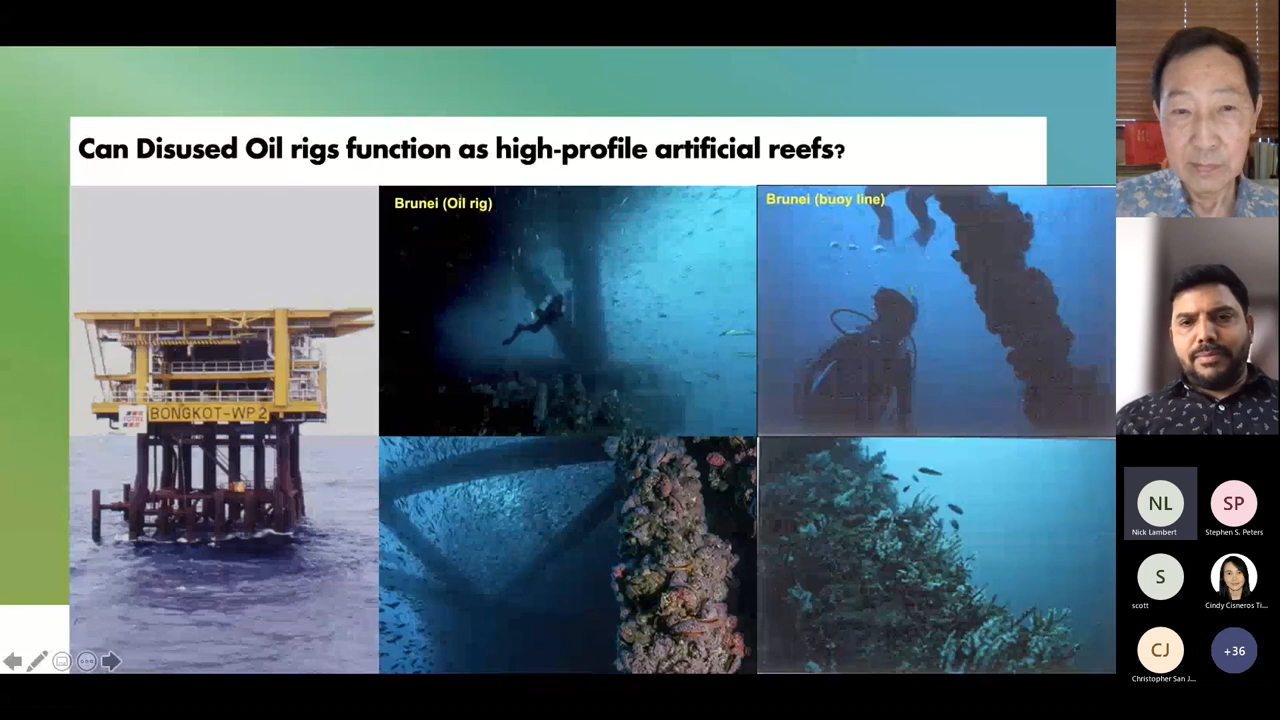 Can Disused Oil rigs function as high-profile artificial reefs?
Brunei (Oil rig)
Brunei (buoy line)
BONGKOT-WP2
NL
Nick Lambert
SP
Stephen S. Peters
S
scott
Cindy Cisneros Ti...
CJ
Christopher San J...
+36